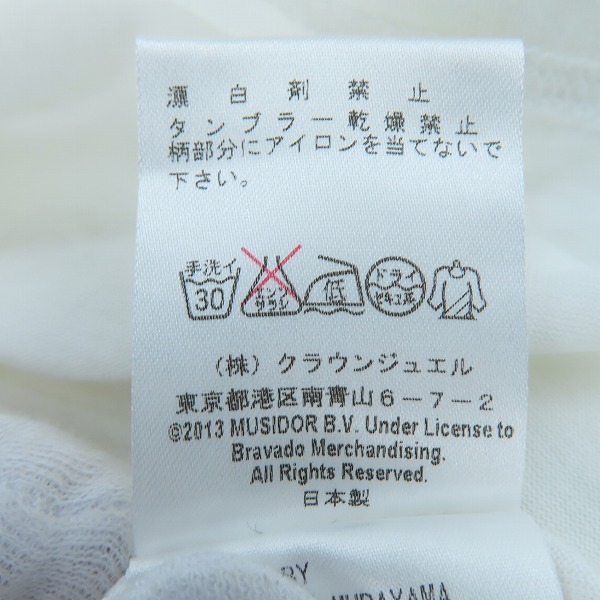 漂白剤禁止
タンブラー乾燥禁止
柄部分にアイロンを当てないで
下さい。
手洗イ
30
エンソ
サラシ
低
ドライ
セキユ系
(株)クラウンジュエル
東京都港区南青山6-7-2
©2013 MUSIDOR B.V. Under License to
Bravado Merchandising.
All Rights Reserved.
日本製
BY